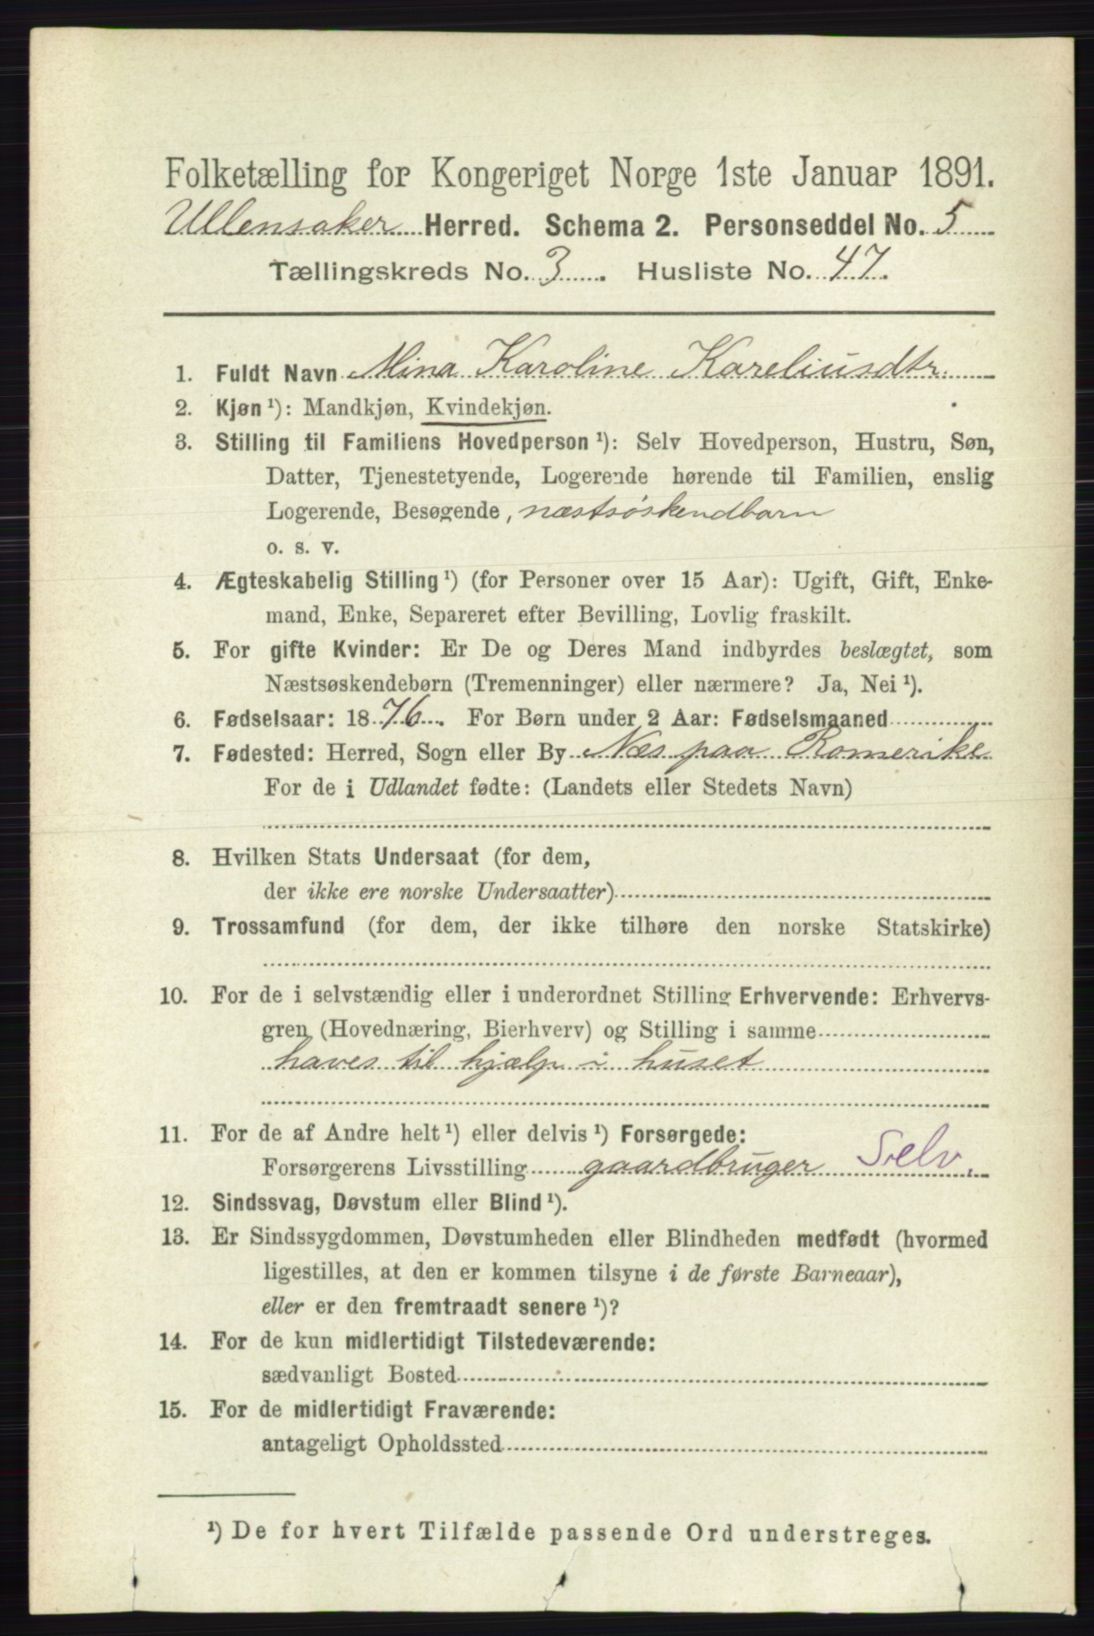 Folketælling for Kongeriget Norge 1ste Januar 1891.
Ullensaker Herred. Schema 2. Personseddel No. 5
Tællingskreds No. 3. Husliste No. 47.
1. Fuldt Navn Mina Karoline Kareliusdtr.
2. Kjøn ¹): Mandkjøn, Kvindekjøn.
3. Stilling til Familiens Hovedperson ¹): Selv Hovedperson, Hustru, Søn,
Datter, Tjenestetyende, Logerende hørende til Familien, enslig
Logerende, Besøgende, næstsøskendbarn
o. s. v.
4. Ægteskabelig Stilling ¹) (for Personer over 15 Aar): Ugift, Gift, Enke-
mand, Enke, Separeret efter Bevilling, Lovlig fraskilt.
5. For gifte Kvinder: Er De og Deres Mand indbyrdes beslægtet, som
Næstsøskendebørn (Tremenninger) eller nærmere? Ja, Nei ¹).
6. Fødselsaar: 1876. For Børn under 2 Aar: Fødselsmaaned
7. Fødested: Herred, Sogn eller By Næs paa Romerike
For de i Udlandet fødte: (Landets eller Stedets Navn)
8. Hvilken Stats Undersaat (for dem,
der ikke ere norske Undersaatter)
9. Trossamfund (for dem, der ikke tilhøre den norske Statskirke)
10. For de i selvstændig eller i underordnet Stilling Erhvervende: Erhvervs-
gren (Hovednæring, Bierhverv) og Stilling i samme
haves til hjælp i huset
11. For de af Andre helt ¹) eller delvis ¹) Forsørgede:
Forsørgerens Livsstilling gaardbruger Selv.
12. Sindssvag, Døvstum eller Blind ¹).
13. Er Sindssygdommen, Døvstumheden eller Blindheden medfødt (hvormed
ligestilles, at den er kommen tilsyne i de første Barneaar),
eller er den fremtraadt senere ¹)?
14. For de kun midlertidigt Tilstedeværende:
sædvanligt Bosted
15. For de midlertidigt Fraværende:
antageligt Opholdssted
¹) De for hvert Tilfælde passende Ord understreges.